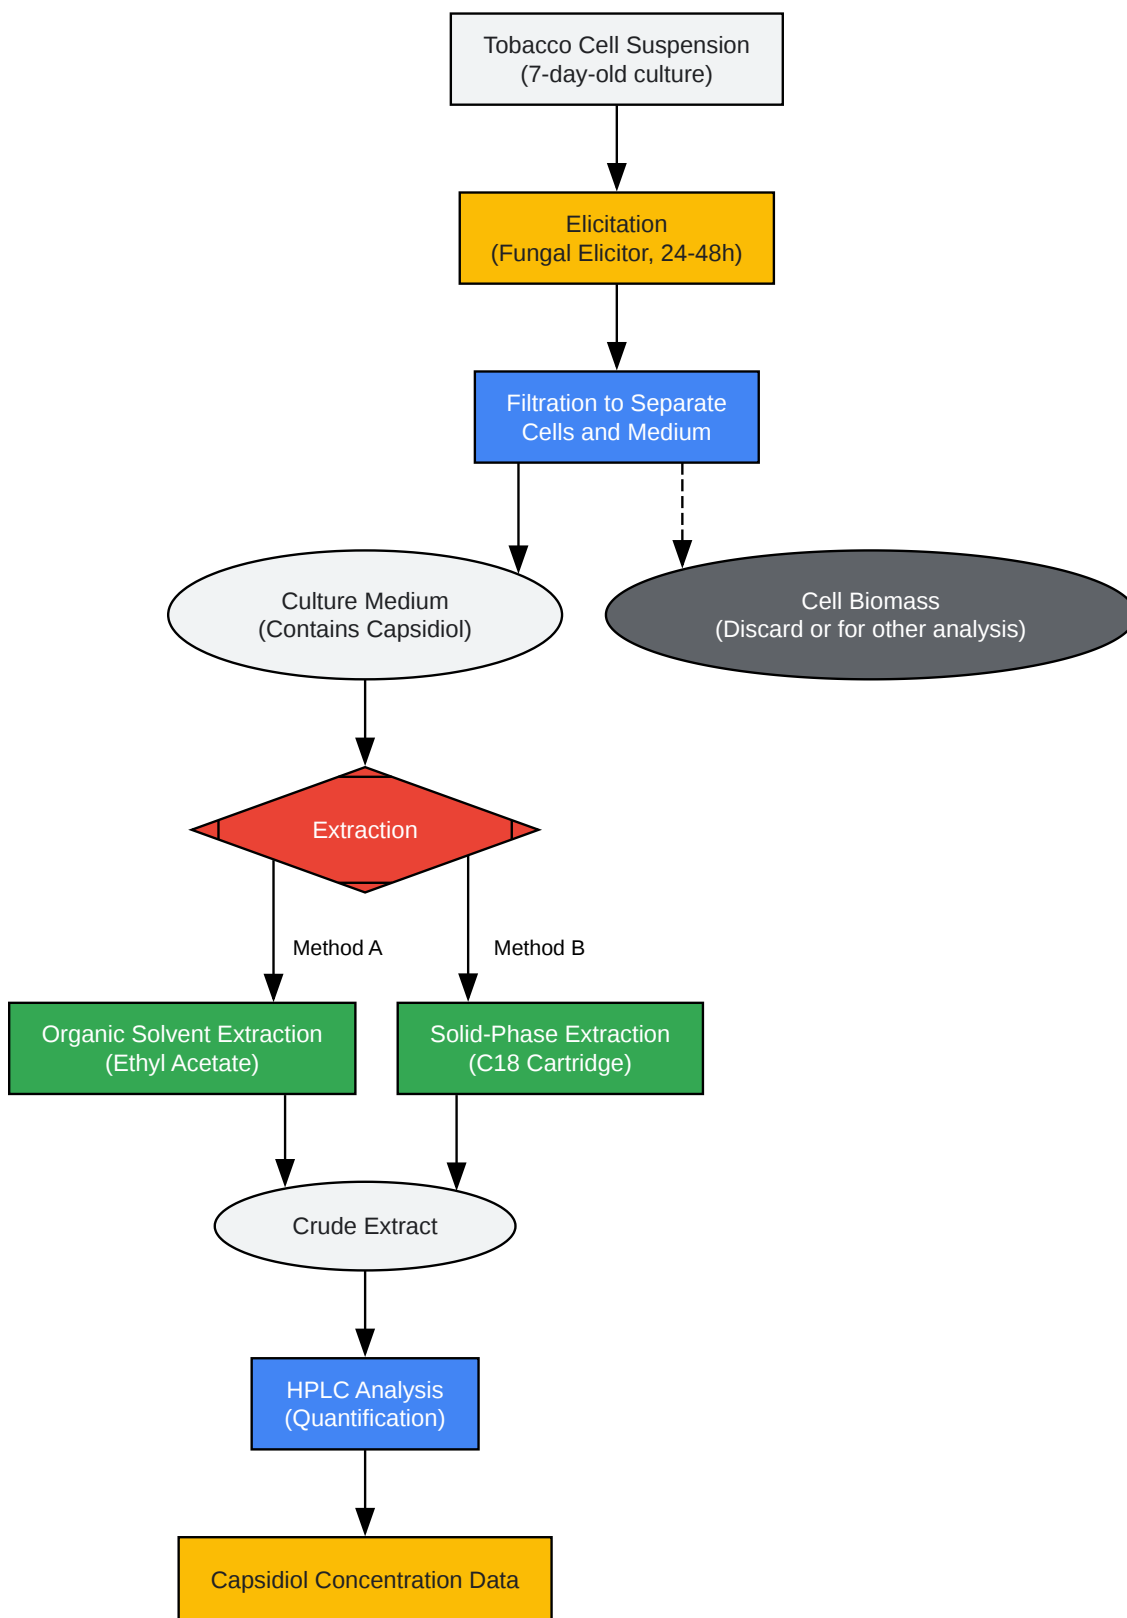 Tobacco Cell Suspension
(7-day-old culture)
Elicitation
(Fungal Elicitor, 24-48h)
Filtration to Separate
Cells and Medium
Culture Medium
(Contains Capsidiol)
Cell Biomass
(Discard or for other analysis)
Extraction
Method A
Method B
Organic Solvent Extraction
(Ethyl Acetate)
Solid-Phase Extraction
(C18 Cartridge)
Crude Extract
HPLC Analysis
(Quantification)
Capsidiol Concentration Data